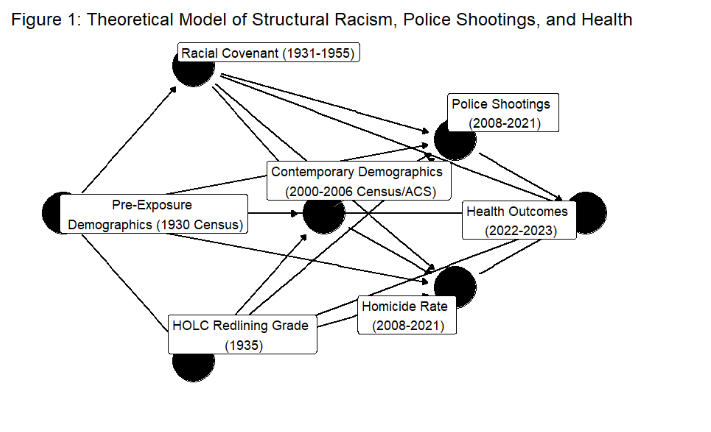 Figure 1: Theoretical Model of Structural Racism, Police Shootings, and Health
Racial Covenant (1931-1955)
Police Shootings
(2008-2021)
Contemporary Demographics
(2000-2006 Census/ACS)
Pre-Exposure
Demographics (1930 Census)
Health Outcomes
(2022-2023)
Homicide Rate
(2008-2021)
HOLC Redlining Grade
(1935)